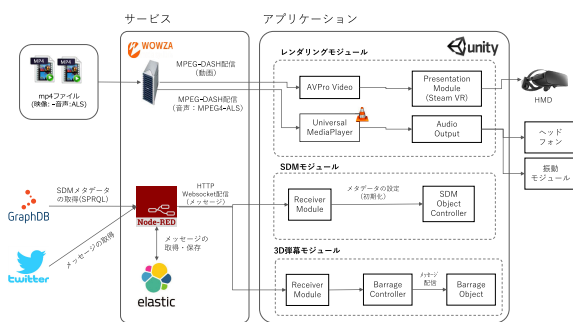 サービス
アプリケーション
WOWZA
unity
レンダリングモジュール
MP4
MP4
mp4ファイル
(映像: -音声:ALS)
MPEG-DASH配信
(動画)
MPEG-DASH配信
(音声：MPEG4-ALS)
AVPro Video
Presentation
Module
(Steam VR)
HMD
Universal
MediaPlayer
Audio
Output
ヘッド
フォン
振動
モジュール
SDMモジュール
GraphDB
SDMメタデータ
の取得(SPRQL)
Node-RED
HTTP
Websocket配信
(メッセージ)
Receiver
Module
メタデータの設定
(初期化)
SDM
Object
Controller
twitter
メッセージの取得
メッセージの
取得・保存
elastic
3D弾幕モジュール
Receiver
Module
Barrage
Controller
メッセージ
配信
Barrage
Object